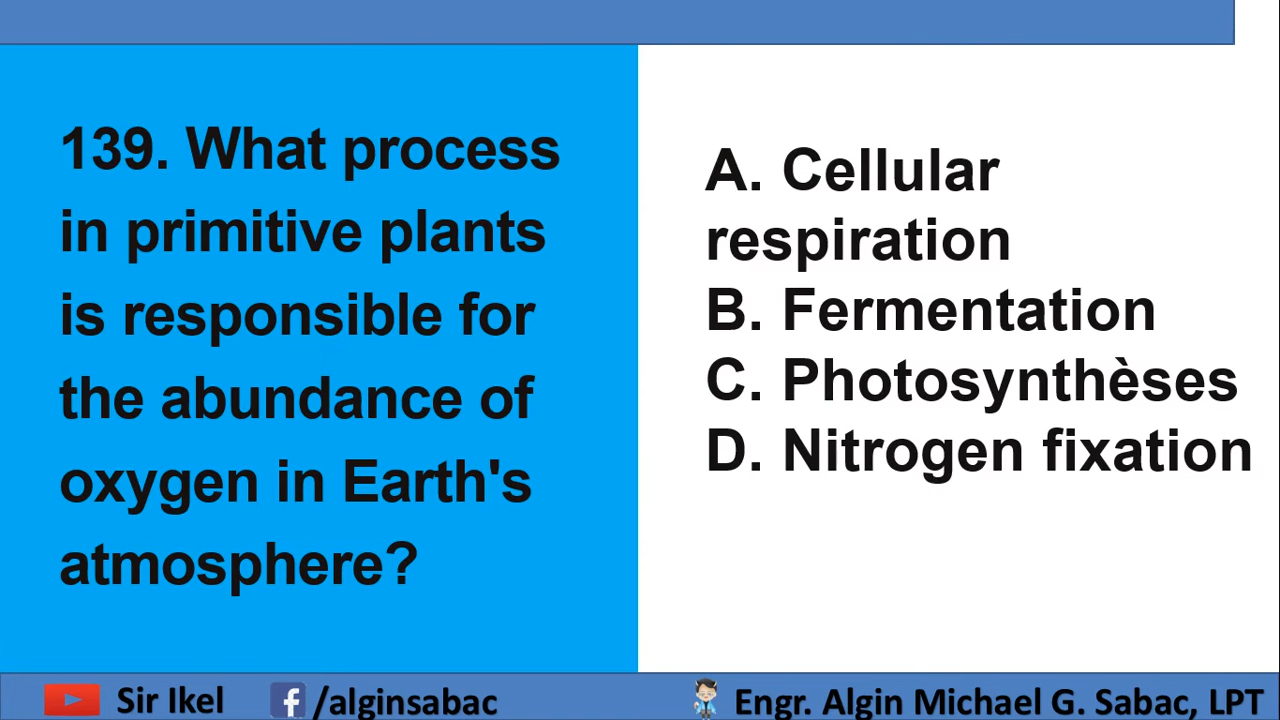 139. What process
in primitive plants
is responsible for
the abundance of
oxygen in Earth's
atmosphere?
A. Cellular
respiration
B. Fermentation
C. Photosynthèses
D. Nitrogen fixation
Sir Ikel
f /alginsabac
Engr. Algin Michael G. Sabac, LPT